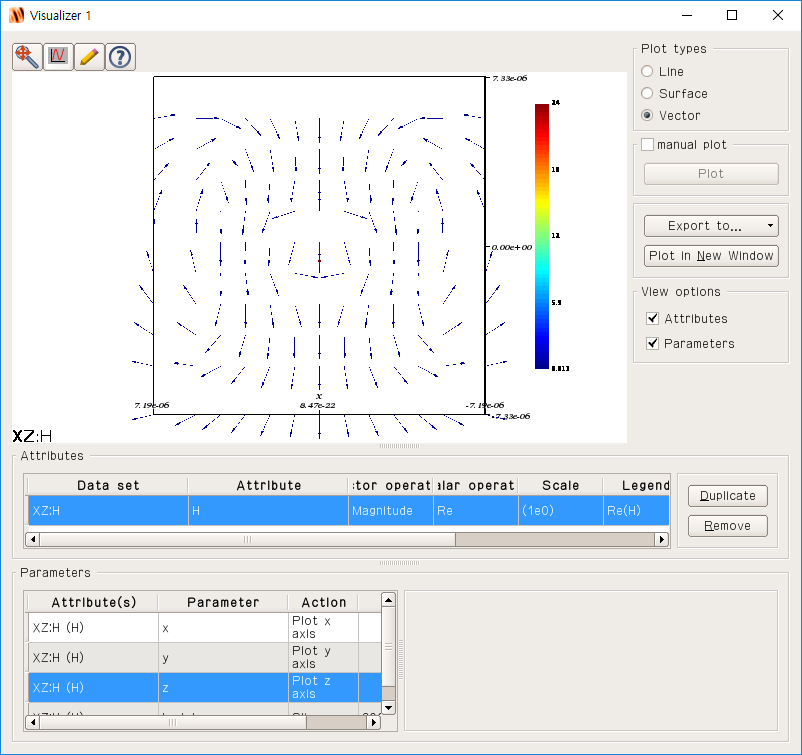 Visualizer 1
Plot types
Line
Surface
Vector
manual plot
Plot
Export to...
Plot in New Window
View options
Attributes
Parameters
7.33e-06
0.00e+00
-7.33e-06
24
18
12
5.9
0.013
x
7.19e-06
8.47e-22
-7.19e-06
XZ:H
Attributes
Data set Attribute :tor operat alar operat Scale Legend
XZ:H H Magnitude Re (1e0) Re(H)
Duplicate
Remove
Parameters
Attribute(s) Parameter Action
XZ:H (H) x Plot x axis
XZ:H (H) y Plot y axis
XZ:H (H) z Plot z axis